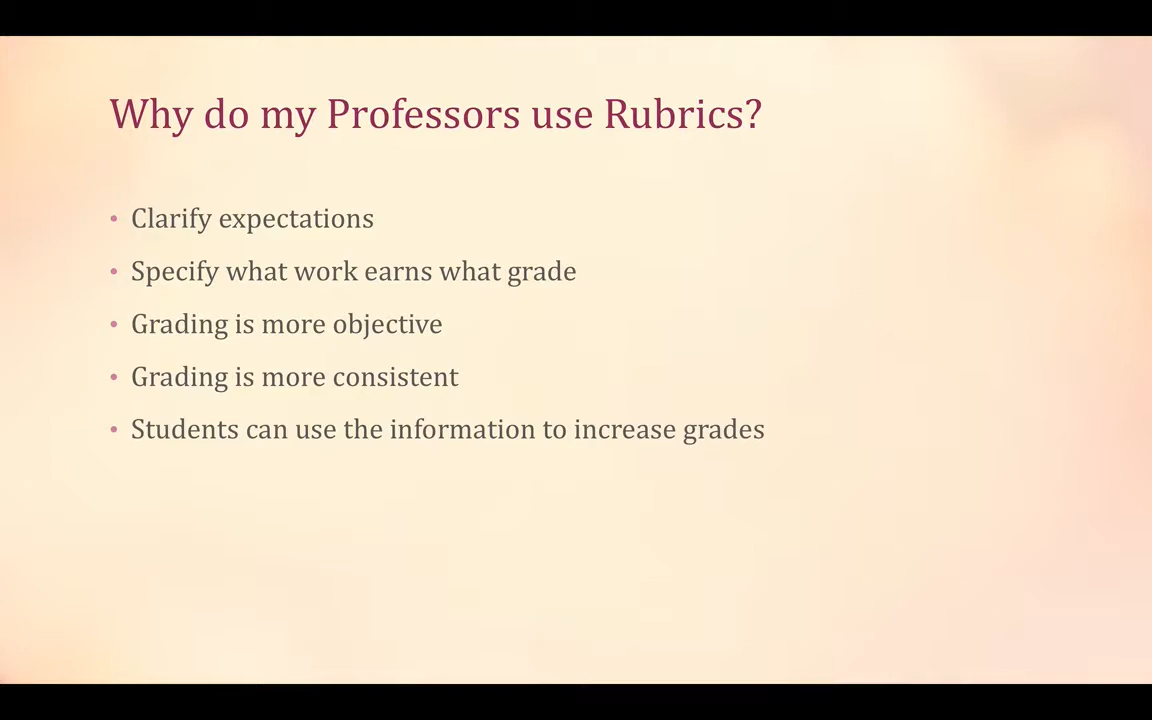 Why do my Professors use Rubrics?
• Clarify expectations
• Specify what work earns what grade
• Grading is more objective
• Grading is more consistent
• Students can use the information to increase grades